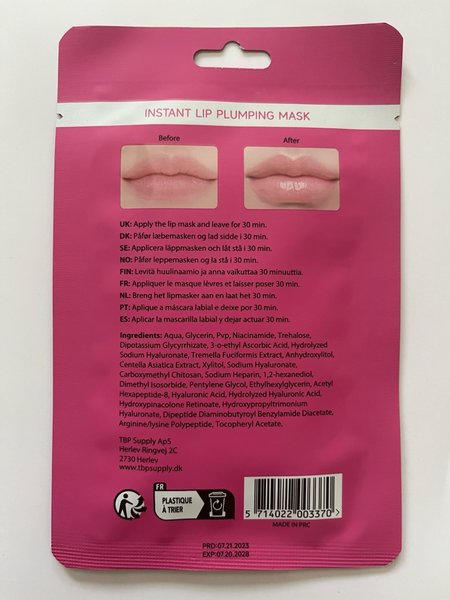 INSTANT LIP PLUMPING MASK
Before After
UK: Apply the lip mask and leave for 30 min.
DK: Påfør læbemasken og lad sidde i 30 min.
SE: Applicera läppmasken och låt stå i 30 min.
NO: Påfør leppemasken og la stå i 30 min.
FIN: Levitä huulinaamio ja anna vaikuttaa 30 minuuttia.
FR: Appliquer le masque lèvres et laisser poser 30 min.
NL: Breng het lipmasker aan en laat het 30 min.
PT: Aplique a máscara labial e deixe por 30 min.
ES: Aplicar la mascarilla labial y dejar actuar 30 min.
Ingredients: Aqua, Glycerin, Pvp, Niacinamide, Trehalose,
Dipotassium Glycyrrhizate, 3-o-ethyl Ascorbic Acid, Hydrolyzed
Sodium Hyaluronate, Tremella Fuciformis Extract, Anhydroxylitol,
Centella Asiatica Extract, Xylitol, Sodium Hyaluronate,
Carboxymethyl Chitosan, Sodium Heparin, 1,2-hexanediol,
Dimethyl Isosorbide, Pentylene Glycol, Ethylhexylglycerin, Acetyl
Hexapeptide-8, Hyaluronic Acid, Hydrolyzed Hyaluronic Acid,
Hydroxypinacolone Retinoate, Hydroxypropyltrimonium
Hyaluronate, Dipeptide Diaminobutyroyl Benzylamide Diacetate,
Arginine/lysine Polypeptide, Tocopheryl Acetate.
TBP Supply ApS
Herlev Ringvej 2C
2730 Herlev
www.tbpsupply.dk
FR
PLASTIQUE
À TRIER
5 714022 003370 >
MADE IN PRC
PRD:07.21.2023
EXP:07.20.2028